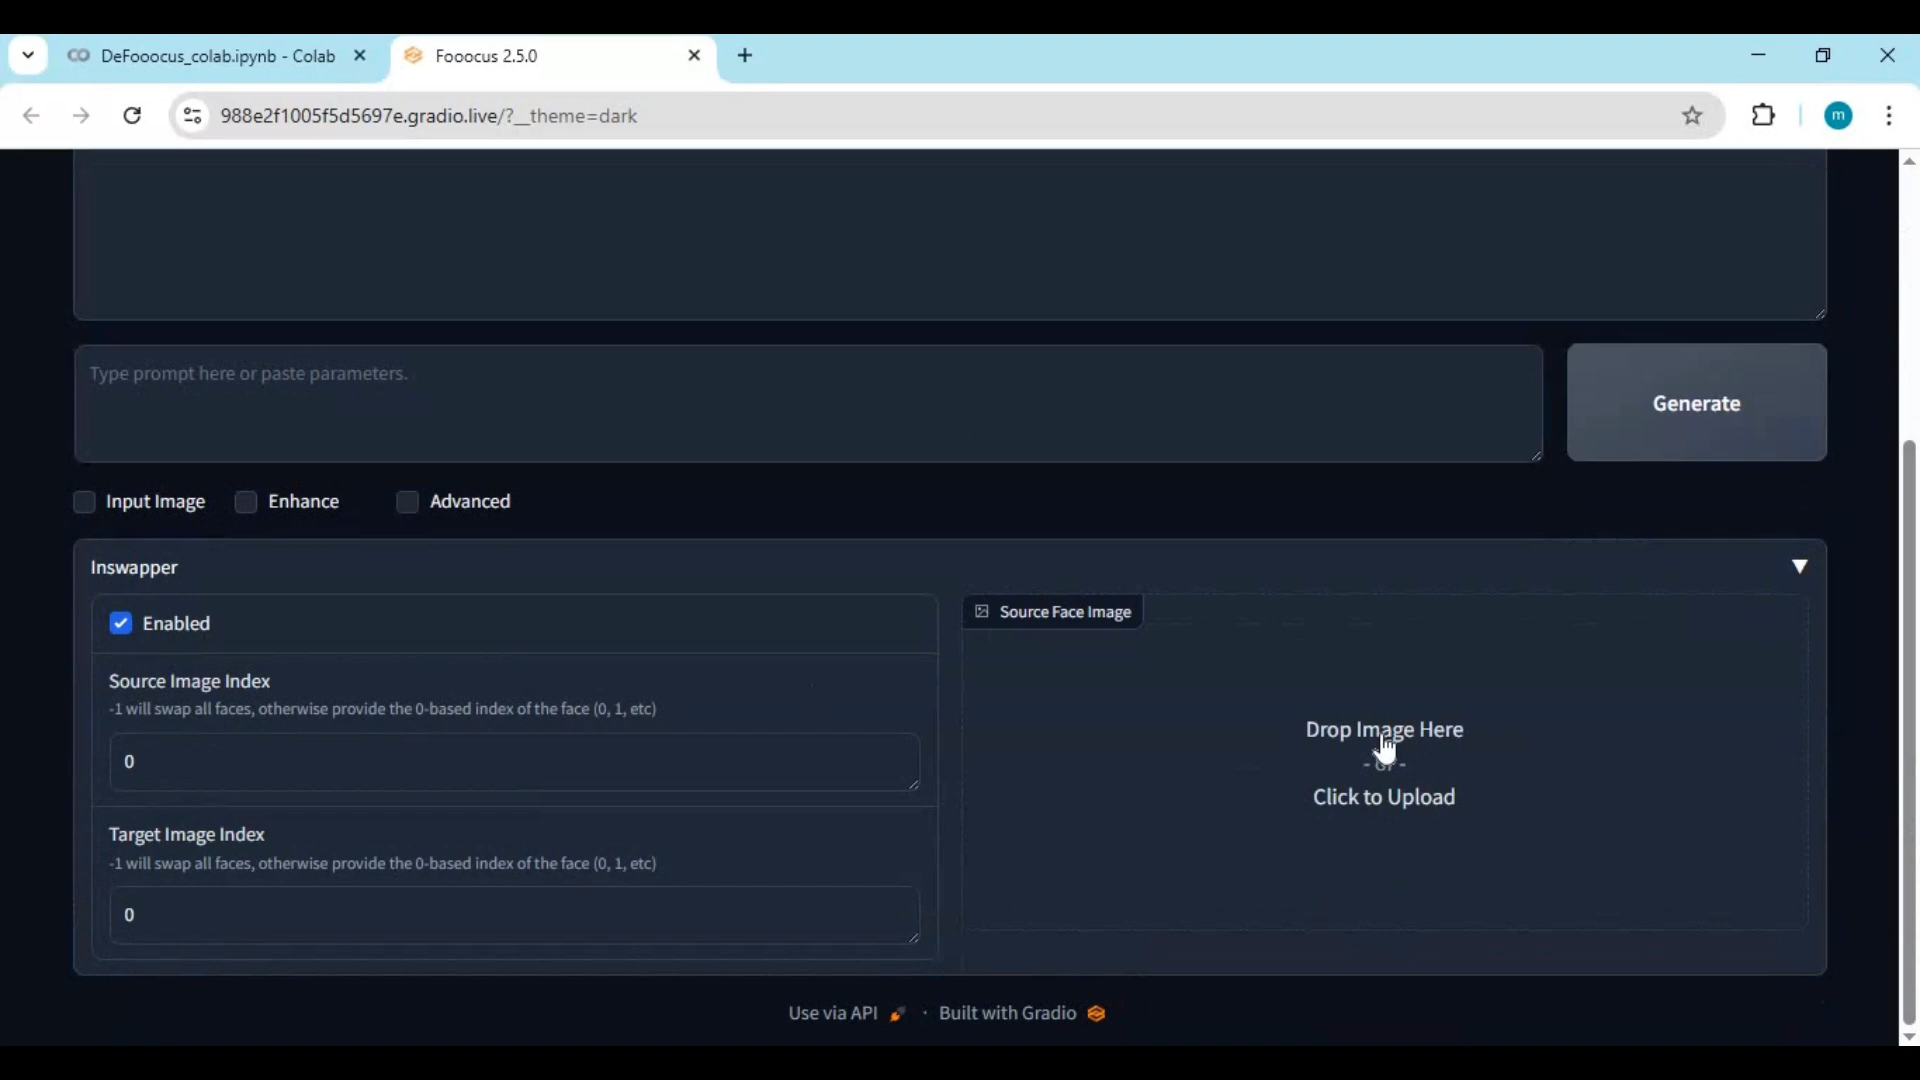 DeFooocus_colab.ipynb - Colab
Fooocus 2.5.0
988e2f1005f5d5697e.gradio.live/?__theme=dark
m
Type prompt here or paste parameters.
Generate
Input Image
Enhance
Advanced
Inswapper
Enabled
Source Image Index
-1 will swap all faces, otherwise provide the 0-based index of the face (0, 1, etc)
0
Target Image Index
-1 will swap all faces, otherwise provide the 0-based index of the face (0, 1, etc)
0
Source Face Image
Drop Image Here
- or -
Click to Upload
Use via API · Built with Gradio